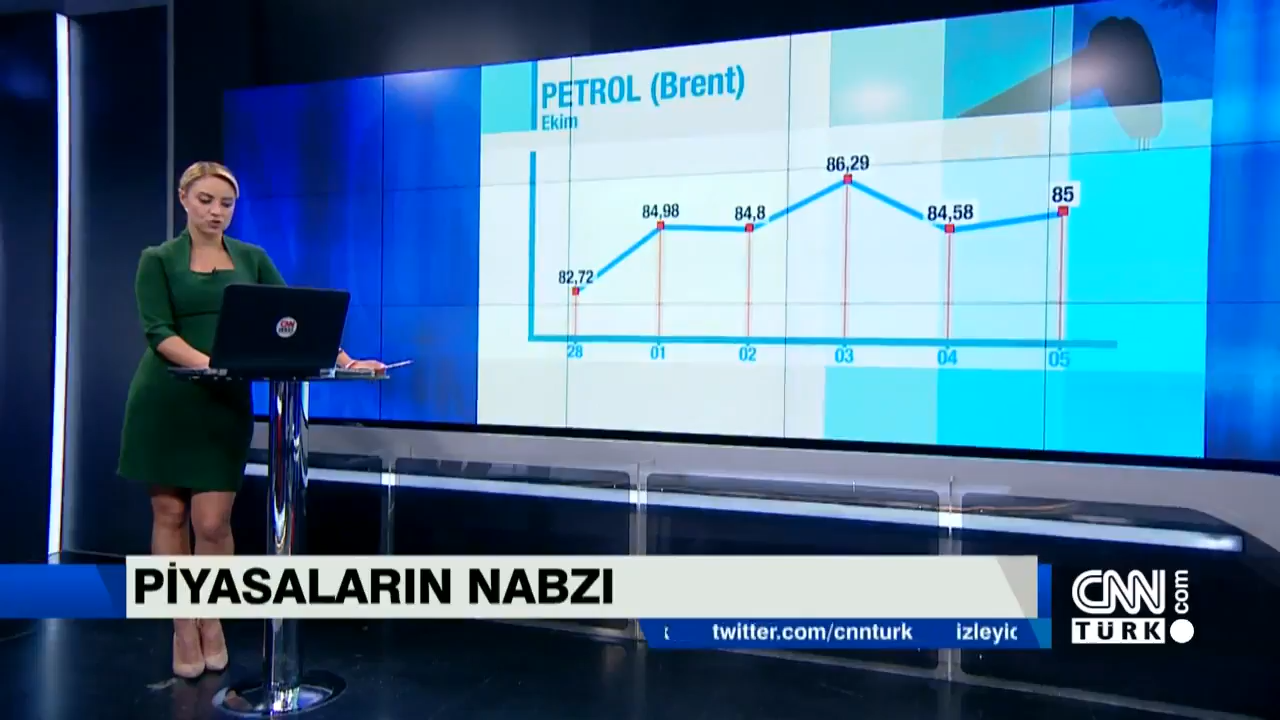 PETROL (Brent)
Ekim
82,72
84,98
84,8
86,29
84,58
85
28
01
02
03
04
05
CNN
PİYASALARIN NABZI
twitter.com/cnnturk
izleyic
CNN
TÜRK
.com